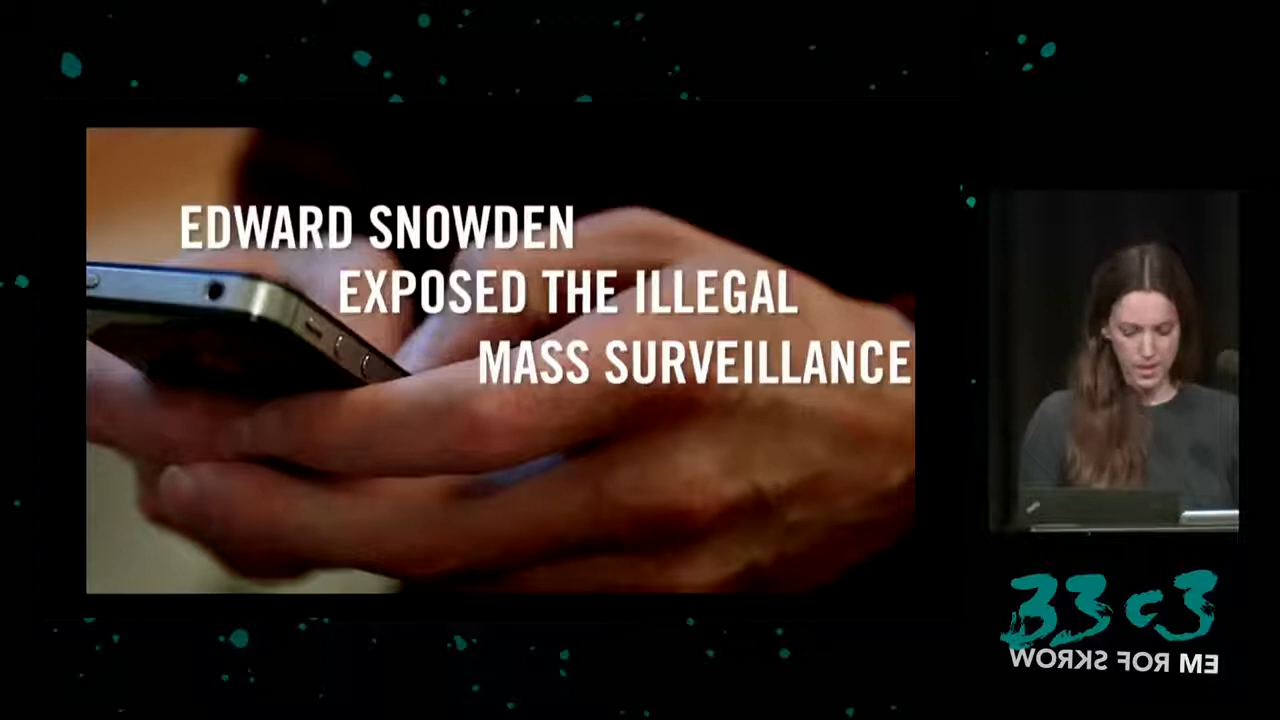 EDWARD SNOWDEN
EXPOSED THE ILLEGAL
MASS SURVEILLANCE
33c3
WORKS FOR ME